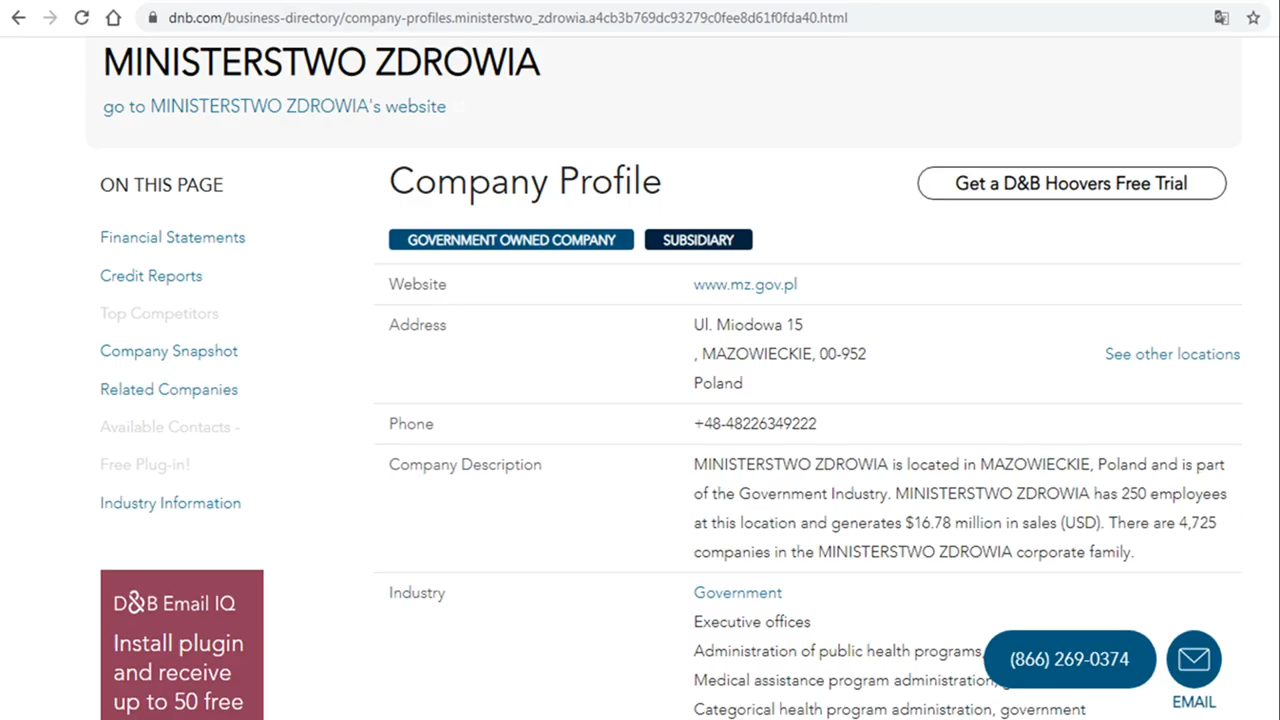 dnb.com/business-directory/company-profiles.ministerstwo_zdrowia.a4cb3b769dc93279c0fee8d61f0fda40.html
MINISTERSTWO ZDROWIA
go to MINISTERSTWO ZDROWIA's website
ON THIS PAGE
Financial Statements
Credit Reports
Top Competitors
Company Snapshot
Related Companies
Available Contacts -
Free Plug-in!
Industry Information
D&B Email IQ
Install plugin
and receive
up to 50 free
Company Profile
Get a D&B Hoovers Free Trial
GOVERNMENT OWNED COMPANY SUBSIDIARY
Website www.mz.gov.pl
Address Ul. Miodowa 15
, MAZOWIECKIE, 00-952 See other locations
Poland
Phone +48-48226349222
Company Description MINISTERSTWO ZDROWIA is located in MAZOWIECKIE, Poland and is part
of the Government Industry. MINISTERSTWO ZDROWIA has 250 employees
at this location and generates $16.78 million in sales (USD). There are 4,725
companies in the MINISTERSTWO ZDROWIA corporate family.
Industry Government
Executive offices
Administration of public health programs,
Medical assistance program administration,
Categorical health program administration, government
(866) 269-0374
EMAIL